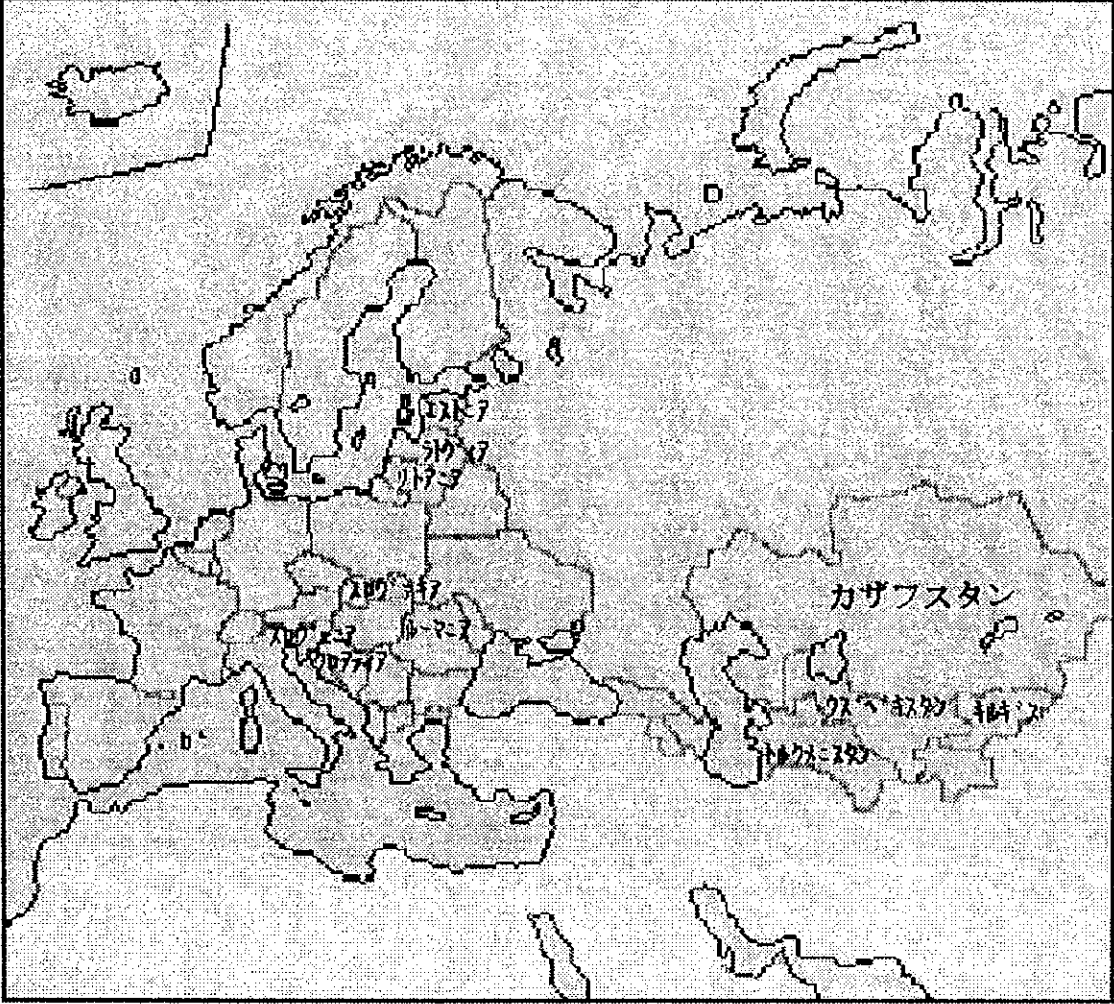 エストニア
ラトヴィア
リトアニア
スロヴァキア
カザフスタン
スロヴェニア
ルーマニア
クロアティア
ウズベキスタン
キルギス
トルクメニスタン